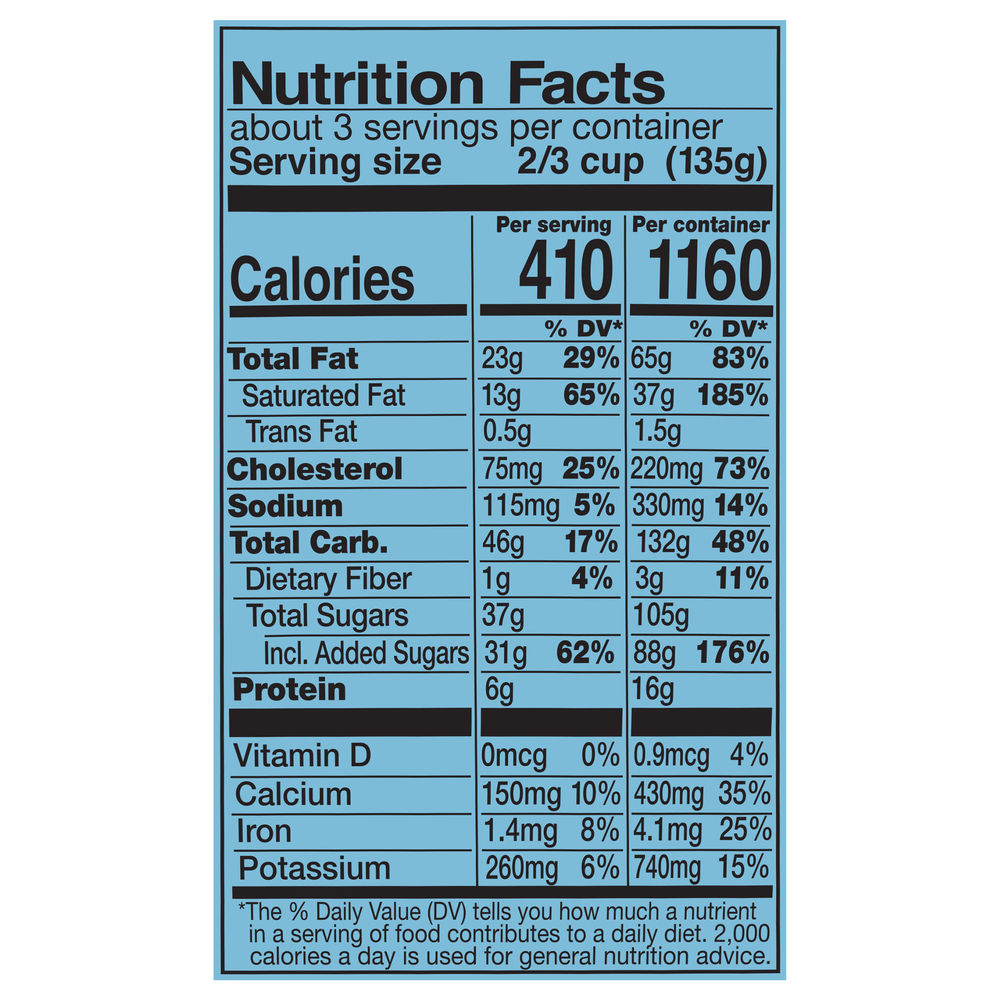 Nutrition Facts
about 3 servings per container
Serving size 2/3 cup (135g)
Per serving Per container
Calories 410 1160
% DV* % DV*
Total Fat 23g 29% 65g 83%
Saturated Fat 13g 65% 37g 185%
Trans Fat 0.5g 1.5g
Cholesterol 75mg 25% 220mg 73%
Sodium 115mg 5% 330mg 14%
Total Carb. 46g 17% 132g 48%
Dietary Fiber 1g 4% 3g 11%
Total Sugars 37g 105g
Incl. Added Sugars 31g 62% 88g 176%
Protein 6g 16g
Vitamin D 0mcg 0% 0.9mcg 4%
Calcium 150mg 10% 430mg 35%
Iron 1.4mg 8% 4.1mg 25%
Potassium 260mg 6% 740mg 15%
*The % Daily Value (DV) tells you how much a nutrient
in a serving of food contributes to a daily diet. 2,000
calories a day is used for general nutrition advice.